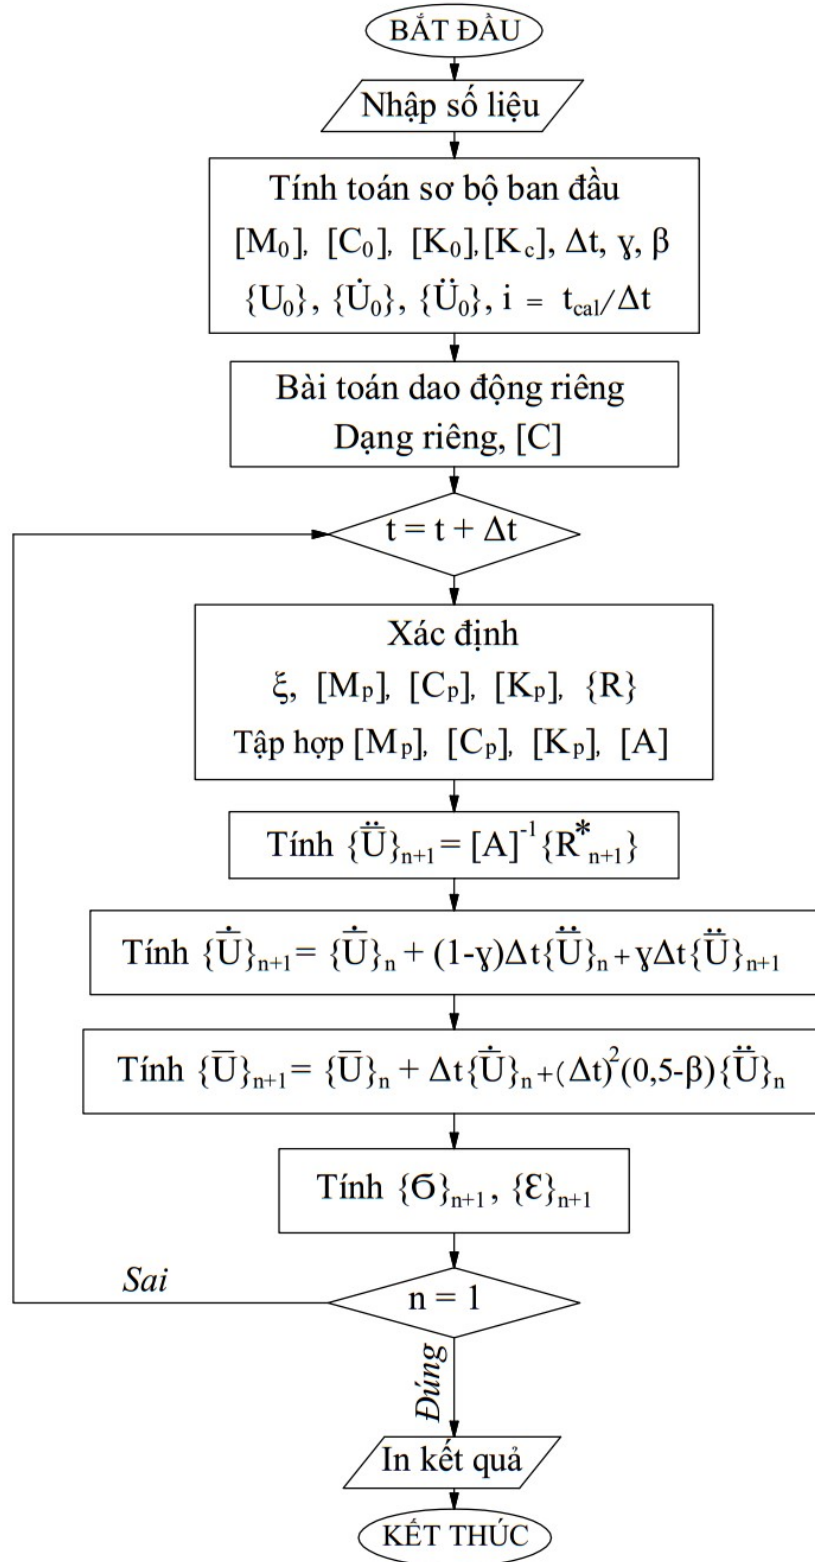 BẮT ĐẦU
Nhập số liệu
Tính toán sơ bộ ban đầu
[M₀], [C₀], [K₀],[K_c], Δt, γ, β
{U₀}, {U̇₀}, {Ü₀}, i = t_cal/Δt
Bài toán dao động riêng
Dạng riêng, [C]
t = t + Δt
Xác định
ξ, [Mₚ], [Cₚ], [Kₚ], {R}
Tập hợp [Mₚ], [Cₚ], [Kₚ], [A]
Tính {Ṻ}ₙ₊₁ = [A]⁻¹{R*ₙ₊₁}
Tính {Ū̇}ₙ₊₁ = {Ū̇}ₙ + (1-γ)Δt{Ṻ}ₙ + γΔt{Ṻ}ₙ₊₁
Tính {Ū}ₙ₊₁ = {Ū}ₙ + Δt{Ū̇}ₙ + (Δt)²(0,5-β){Ṻ}ₙ
Tính {σ}ₙ₊₁, {ε}ₙ₊₁
Sai
n = 1
Đúng
In kết quả
KẾT THÚC